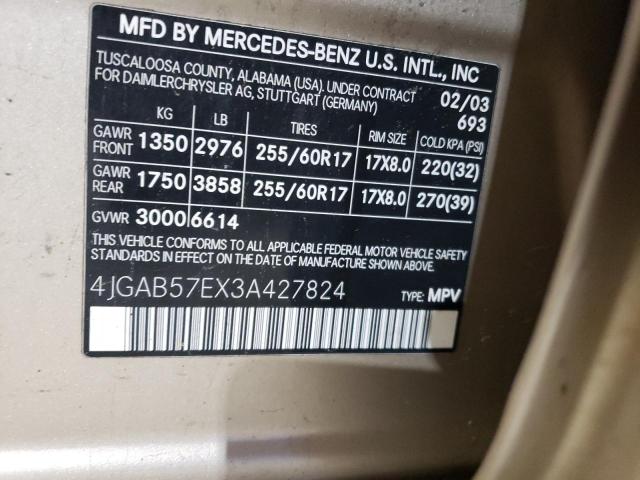 MFD BY MERCEDES-BENZ U.S. INTL., INC
TUSCALOOSA COUNTY, ALABAMA (USA). UNDER CONTRACT
FOR DAIMLERCHRYSLER AG, STUTTGART (GERMANY)
02/03
693
KG LB TIRES RIM SIZE COLD KPA (PSI)
GAWR FRONT 1350 2976 255/60R17 17X8.0 220(32)
GAWR REAR 1750 3858 255/60R17 17X8.0 270(39)
GVWR 3000 6614
THIS VEHICLE CONFORMS TO ALL APPLICABLE FEDERAL MOTOR VEHICLE SAFETY
STANDARDS IN EFFECT ON THE DATE OF MANUFACTURE SHOWN ABOVE.
4JGAB57EX3A427824 TYPE: MPV